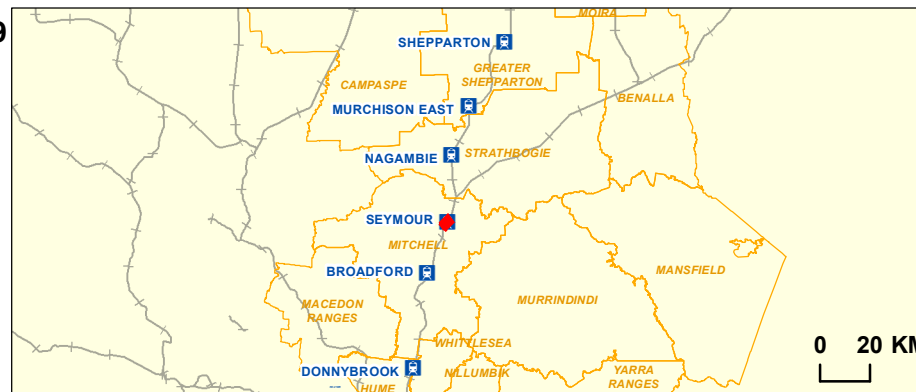 9
MOIRA
SHEPPARTON
GREATER
SHEPPARTON
CAMPASPE
BENALLA
MURCHISON EAST
NAGAMBIE
STRATHBOGIE
SEYMOUR
MITCHELL
BROADFORD
MANSFIELD
MURRINDINDI
MACEDON
RANGES
WHITTLESEA
0 20 KM
DONNYBROOK
NILLUMBIK
YARRA
RANGES
HUME